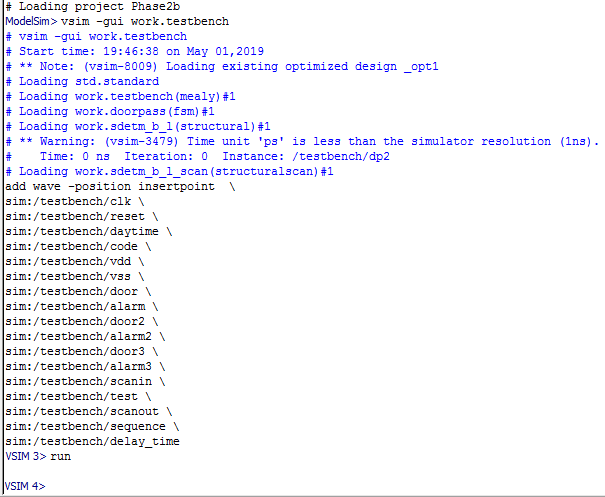 # Loading project Phase2b
ModelSim> vsim -gui work.testbench
# vsim -gui work.testbench
# Start time: 19:46:38 on May 01,2019
# ** Note: (vsim-8009) Loading existing optimized design _opt1
# Loading std.standard
# Loading work.testbench(mealy)#1
# Loading work.doorpass(fsm)#1
# Loading work.sdetm_b_l(structural)#1
# ** Warning: (vsim-3479) Time unit 'ps' is less than the simulator resolution (1ns).
#    Time: 0 ns  Iteration: 0  Instance: /testbench/dp2
# Loading work.sdetm_b_l_scan(structuralscan)#1
add wave -position insertpoint  \
sim:/testbench/clk \
sim:/testbench/reset \
sim:/testbench/daytime \
sim:/testbench/code \
sim:/testbench/vdd \
sim:/testbench/vss \
sim:/testbench/door \
sim:/testbench/alarm \
sim:/testbench/door2 \
sim:/testbench/alarm2 \
sim:/testbench/door3 \
sim:/testbench/alarm3 \
sim:/testbench/scanin \
sim:/testbench/test \
sim:/testbench/scanout \
sim:/testbench/sequence \
sim:/testbench/delay_time
VSIM 3> run
VSIM 4>